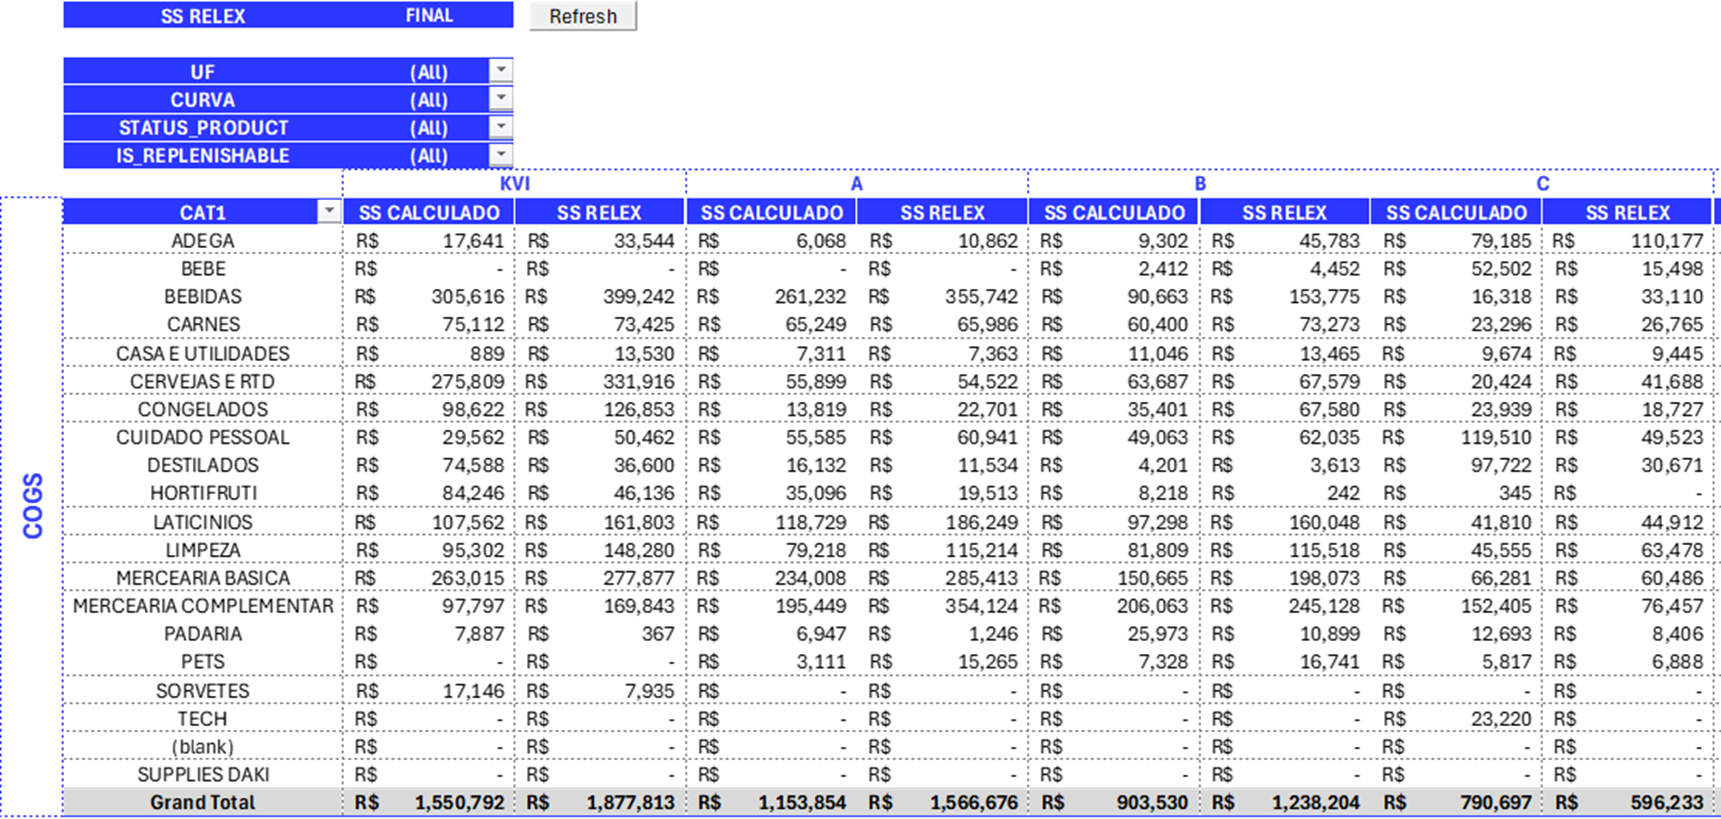 SS RELEX FINAL Refresh
UF (All)
CURVA (All)
STATUS_PRODUCT (All)
IS_REPLENISHABLE (All)
KVI A B C
CAT1 SS CALCULADO SS RELEX SS CALCULADO SS RELEX SS CALCULADO SS RELEX SS CALCULADO SS RELEX
COGS
ADEGA R$ 17,641 R$ 33,544 R$ 6,068 R$ 10,862 R$ 9,302 R$ 45,783 R$ 79,185 R$ 110,177
BEBE R$ - R$ - R$ - R$ - R$ 2,412 R$ 4,452 R$ 52,502 R$ 15,498
BEBIDAS R$ 305,616 R$ 399,242 R$ 261,232 R$ 355,742 R$ 90,663 R$ 153,775 R$ 16,318 R$ 33,110
CARNES R$ 75,112 R$ 73,425 R$ 65,249 R$ 65,986 R$ 60,400 R$ 73,273 R$ 23,296 R$ 26,765
CASA E UTILIDADES R$ 889 R$ 13,530 R$ 7,311 R$ 7,363 R$ 11,046 R$ 13,465 R$ 9,674 R$ 9,445
CERVEJAS E RTD R$ 275,809 R$ 331,916 R$ 55,899 R$ 54,522 R$ 63,687 R$ 67,579 R$ 20,424 R$ 41,688
CONGELADOS R$ 98,622 R$ 126,853 R$ 13,819 R$ 22,701 R$ 35,401 R$ 67,580 R$ 23,939 R$ 18,727
CUIDADO PESSOAL R$ 29,562 R$ 50,462 R$ 55,585 R$ 60,941 R$ 49,063 R$ 62,035 R$ 119,510 R$ 49,523
DESTILADOS R$ 74,588 R$ 36,600 R$ 16,132 R$ 11,534 R$ 4,201 R$ 3,613 R$ 97,722 R$ 30,671
HORTIFRUTI R$ 84,246 R$ 46,136 R$ 35,096 R$ 19,513 R$ 8,218 R$ 242 R$ 345 R$ -
LATICINIOS R$ 107,562 R$ 161,803 R$ 118,729 R$ 186,249 R$ 97,298 R$ 160,048 R$ 41,810 R$ 44,912
LIMPEZA R$ 95,302 R$ 148,280 R$ 79,218 R$ 115,214 R$ 81,809 R$ 115,518 R$ 45,555 R$ 63,478
MERCEARIA BASICA R$ 263,015 R$ 277,877 R$ 234,008 R$ 285,413 R$ 150,665 R$ 198,073 R$ 66,281 R$ 60,486
MERCEARIA COMPLEMENTAR R$ 97,797 R$ 169,843 R$ 195,449 R$ 354,124 R$ 206,063 R$ 245,128 R$ 152,405 R$ 76,457
PADARIA R$ 7,887 R$ 367 R$ 6,947 R$ 1,246 R$ 25,973 R$ 10,899 R$ 12,693 R$ 8,406
PETS R$ - R$ - R$ 3,111 R$ 15,265 R$ 7,328 R$ 16,741 R$ 5,817 R$ 6,888
SORVETES R$ 17,146 R$ 7,935 R$ - R$ - R$ - R$ - R$ - R$ -
TECH R$ - R$ - R$ - R$ - R$ - R$ - R$ 23,220 R$ -
(blank) R$ - R$ - R$ - R$ - R$ - R$ - R$ - R$ -
SUPPLIES DAKI R$ - R$ - R$ - R$ - R$ - R$ - R$ - R$ -
Grand Total R$ 1,550,792 R$ 1,877,813 R$ 1,153,854 R$ 1,566,676 R$ 903,530 R$ 1,238,204 R$ 790,697 R$ 596,233